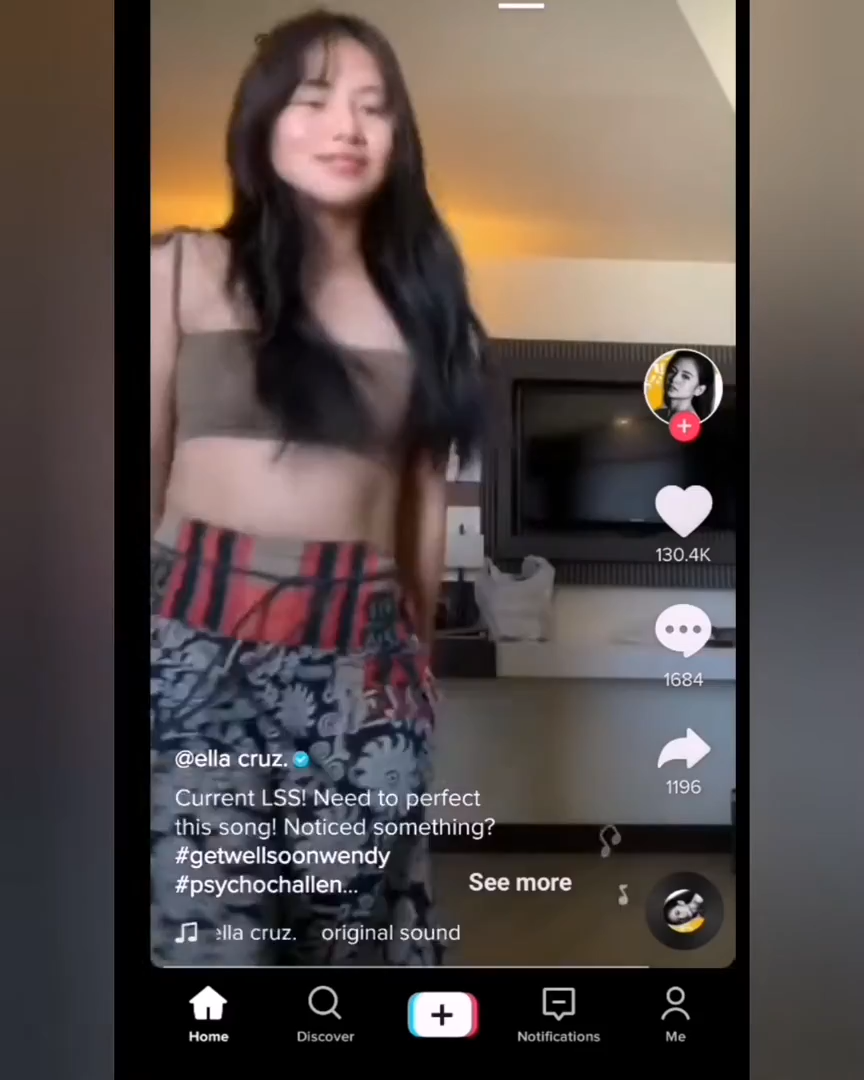 130.4K
1684
1196
@ella cruz.
Current LSS! Need to perfect
this song! Noticed something?
#getwellsoonwendy
#psychochallen...
See more
ella cruz. original sound
Home
Discover
Notifications
Me